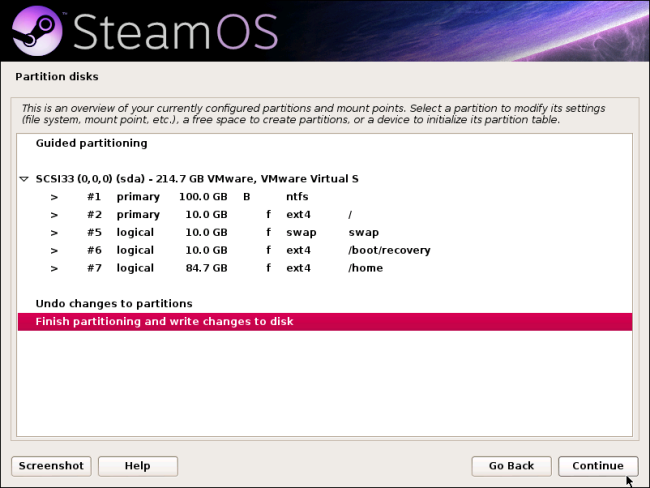 SteamOS
Partition disks
This is an overview of your currently configured partitions and mount points. Select a partition to modify its settings
(file system, mount point, etc.), a free space to create partitions, or a device to initialize its partition table.
Guided partitioning
SCSI33 (0,0,0) (sda) - 214.7 GB VMware, VMware Virtual S
> #1 primary 100.0 GB B ntfs
> #2 primary 10.0 GB f ext4 /
> #5 logical 10.0 GB f swap swap
> #6 logical 10.0 GB f ext4 /boot/recovery
> #7 logical 84.7 GB f ext4 /home
Undo changes to partitions
Finish partitioning and write changes to disk
Screenshot Help Go Back Continue